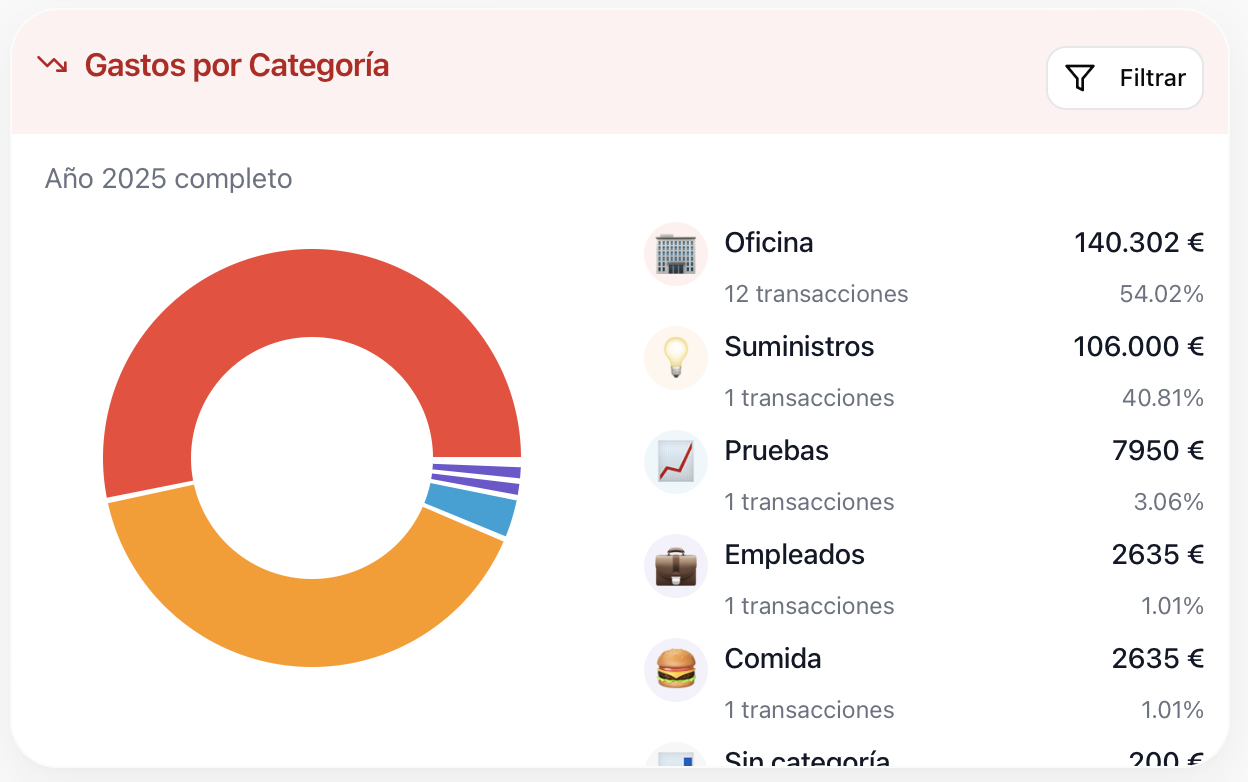 Gastos por Categoría
Filtrar
Año 2025 completo
Oficina 140.302 €
12 transacciones 54.02%
Suministros 106.000 €
1 transacciones 40.81%
Pruebas 7950 €
1 transacciones 3.06%
Empleados 2635 €
1 transacciones 1.01%
Comida 2635 €
1 transacciones 1.01%
Sin categoría 200 €